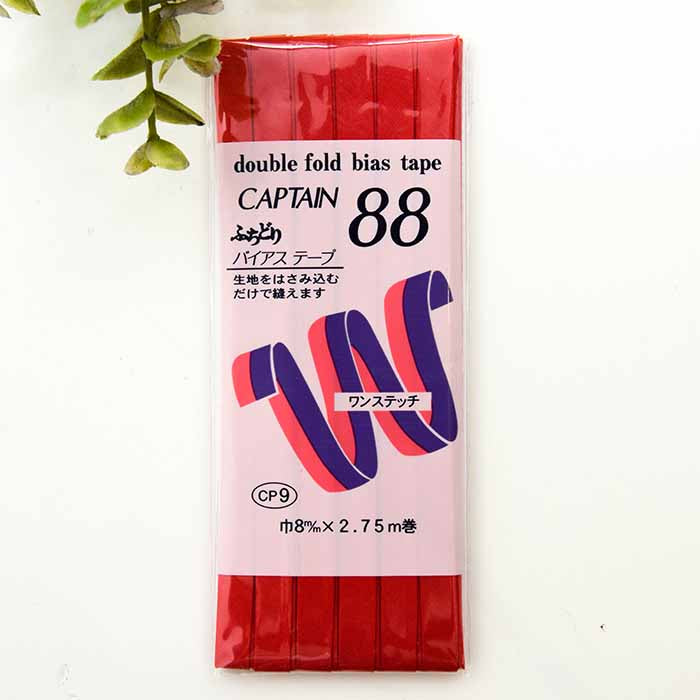 double fold bias tape
CAPTAIN 88
ふちどり
バイアス テープ
生地をはさみ込む
だけで縫えます
ワンステッチ
CP9
巾8m/m×2.75m巻